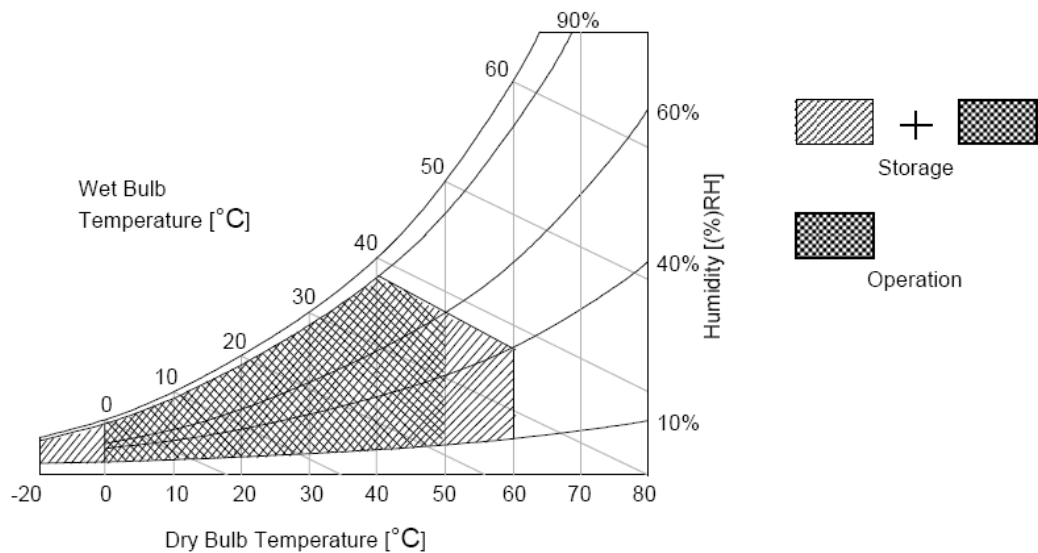 90%
60
60%
50
Wet Bulb
Temperature [°C]
40
40%
30
20
10
0
10%
Humidity [(%)RH]
-20 0 10 20 30 40 50 60 70 80
Dry Bulb Temperature [°C]
+
Storage
Operation